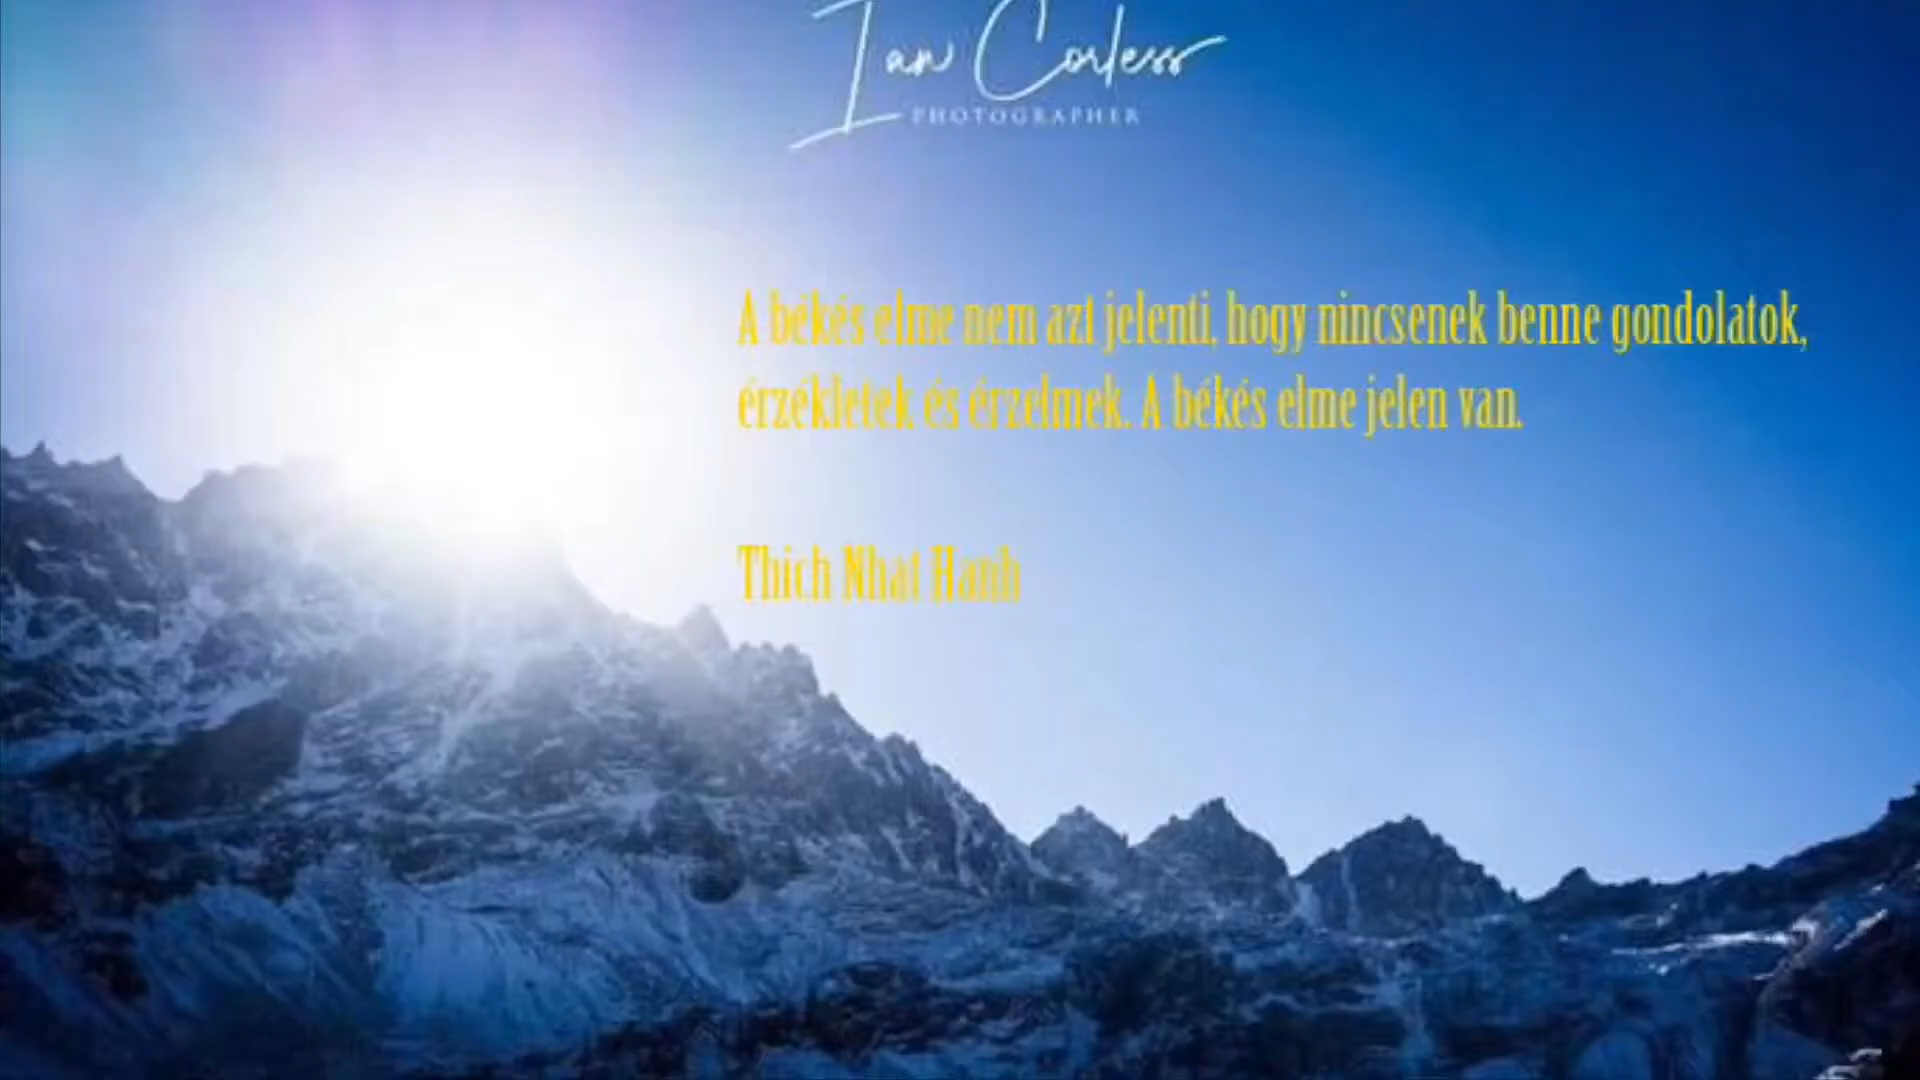 Ian Corless
PHOTOGRAPHER
A békés elme nem azt jelenti, hogy nincsenek benne gondolatok,
érzékletek és érzelmek. A békés elme jelen van.
Thich Nhat Hanh